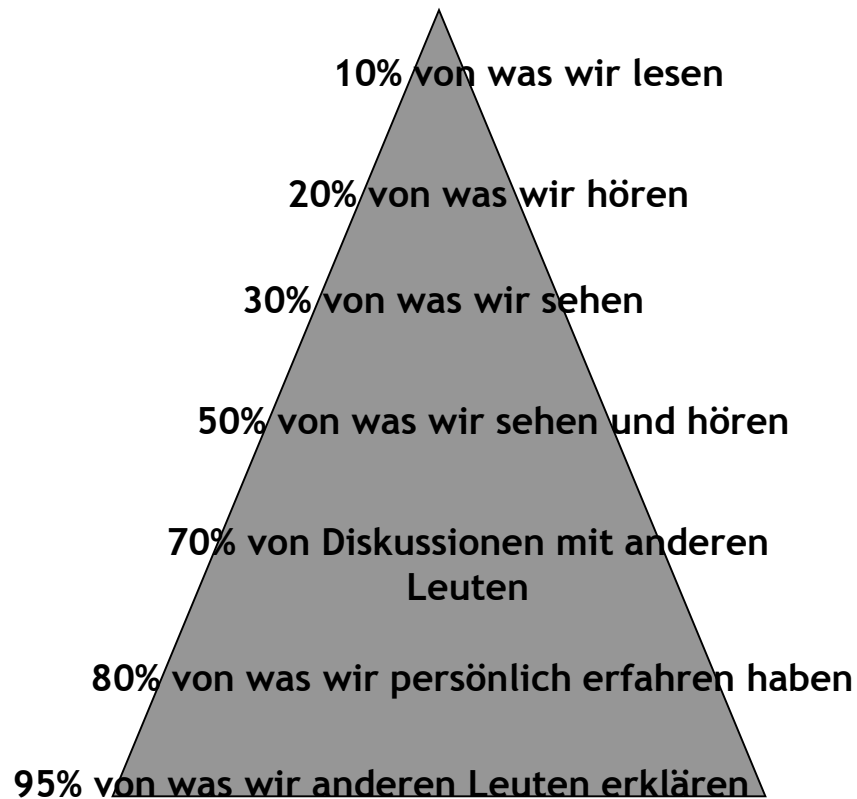 10% von was wir lesen
20% von was wir hören
30% von was wir sehen
50% von was wir sehen und hören
70% von Diskussionen mit anderen
Leuten
80% von was wir persönlich erfahren haben
95% von was wir anderen Leuten erklären